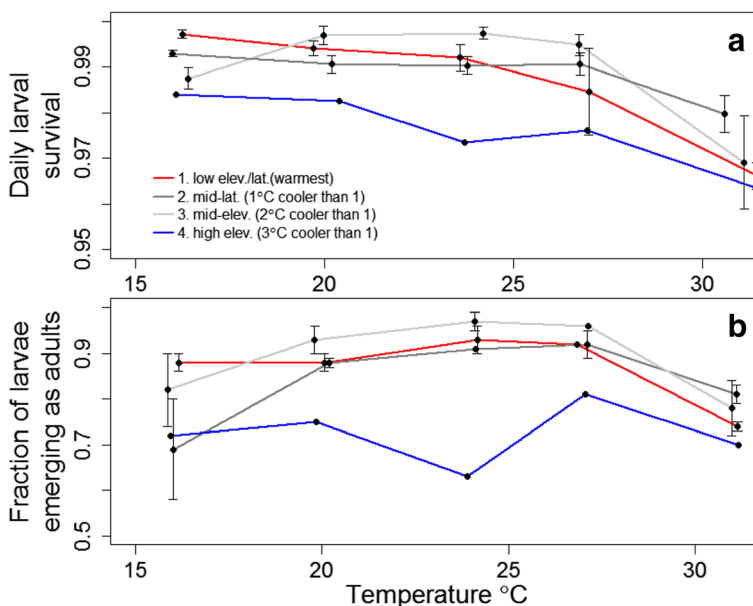 a
0.99
0.97
0.95
Daily larval
survival
1. low elev./lat.(warmest)
2. mid-lat. (1°C cooler than 1)
3. mid-elev. (2°C cooler than 1)
4. high elev. (3°C cooler than 1)
15 20 25 30
b
0.9
0.7
0.5
Fraction of larvae
emerging as adults
15 20 25 30
Temperature °C